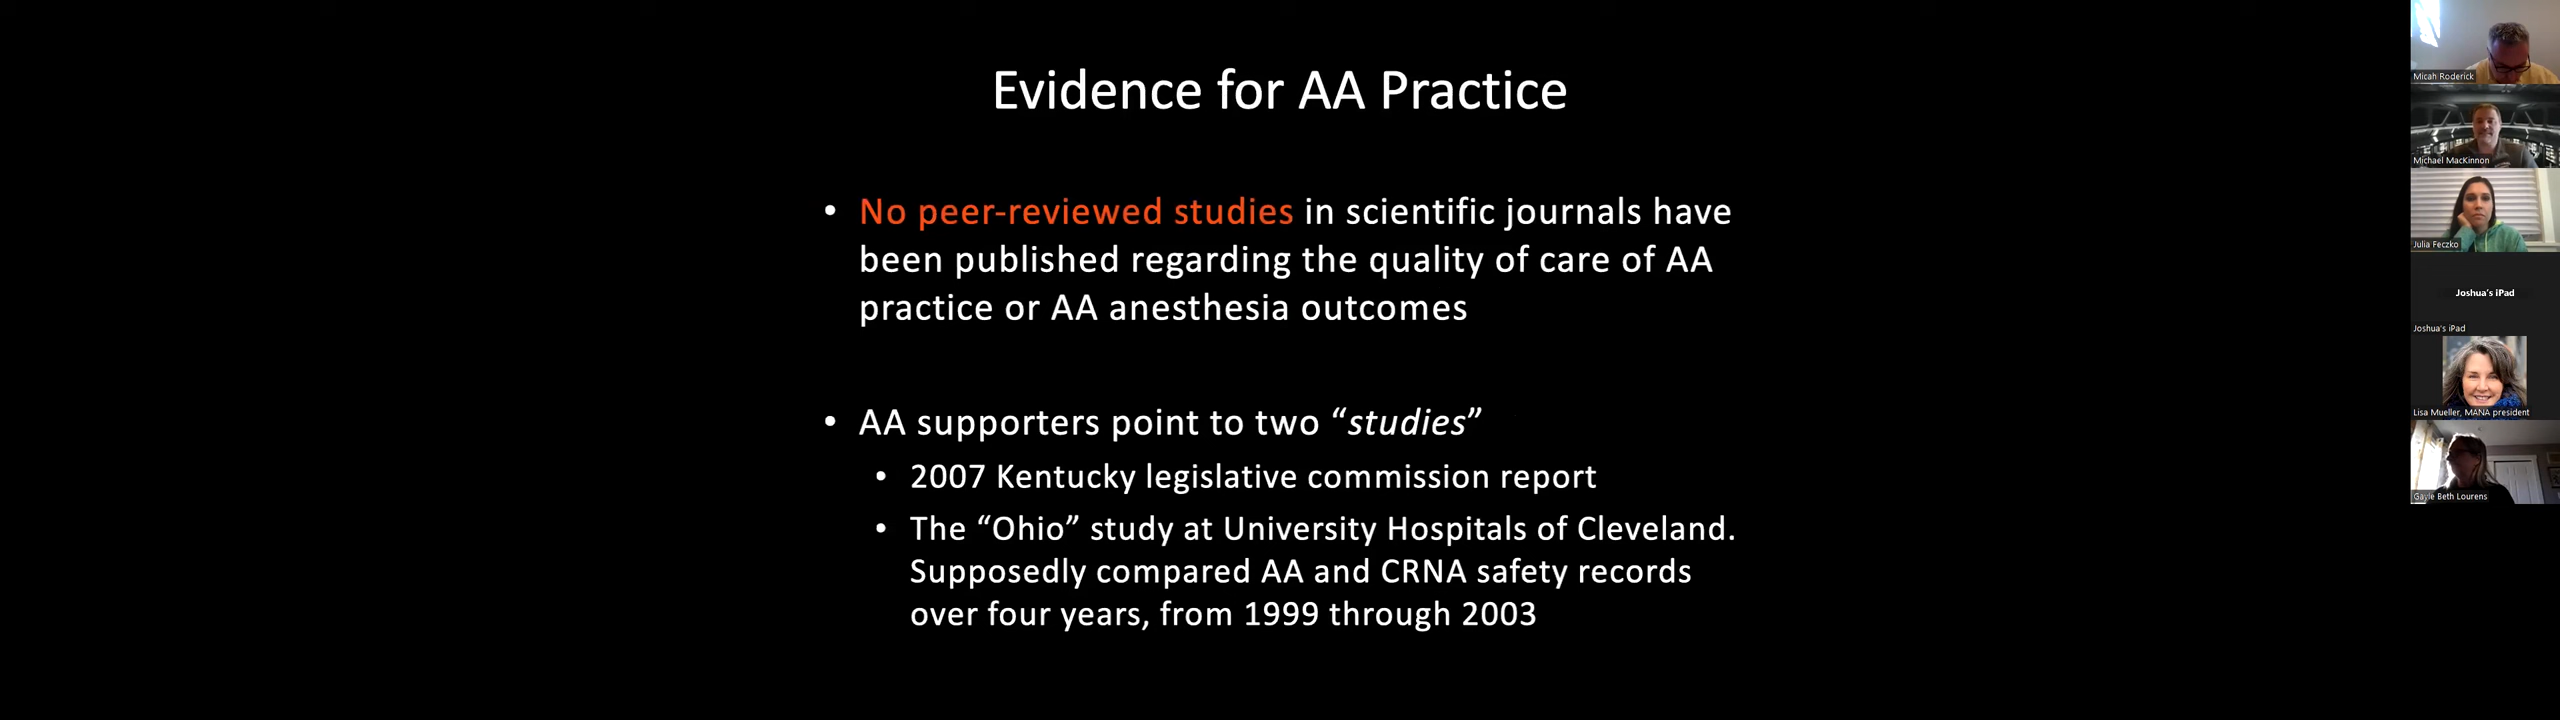 Evidence for AA Practice
• No peer-reviewed studies in scientific journals have
been published regarding the quality of care of AA
practice or AA anesthesia outcomes
• AA supporters point to two “studies”
• 2007 Kentucky legislative commission report
• The “Ohio” study at University Hospitals of Cleveland.
Supposedly compared AA and CRNA safety records
over four years, from 1999 through 2003
Micah Roderick
Michael MacKinnon
Julia Feczko
Joshua's iPad
Joshua's iPad
Lisa Mueller, MANA president
Gayle Beth Lourens